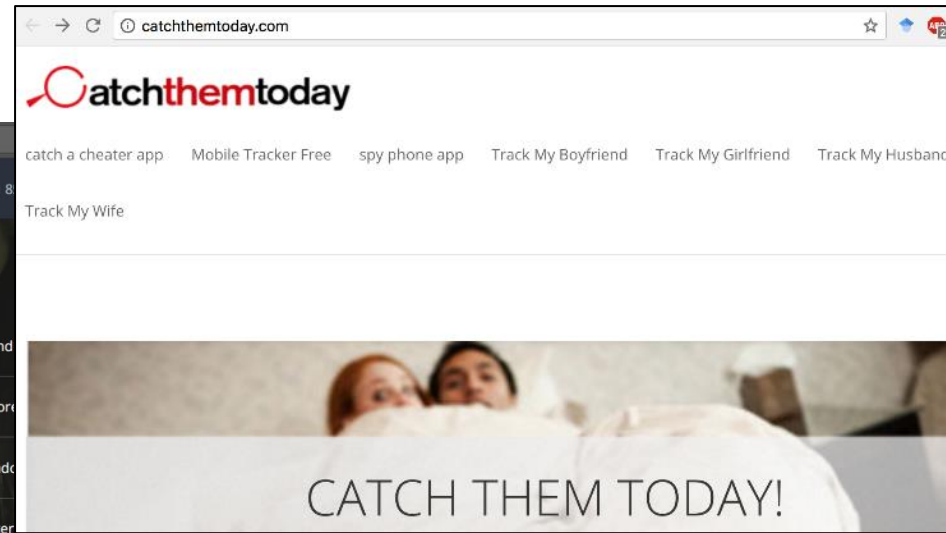 catchthemtoday.com
Catchthemtoday
catch a cheater app Mobile Tracker Free spy phone app Track My Boyfriend Track My Girlfriend Track My Husband
Track My Wife
CATCH THEM TODAY!